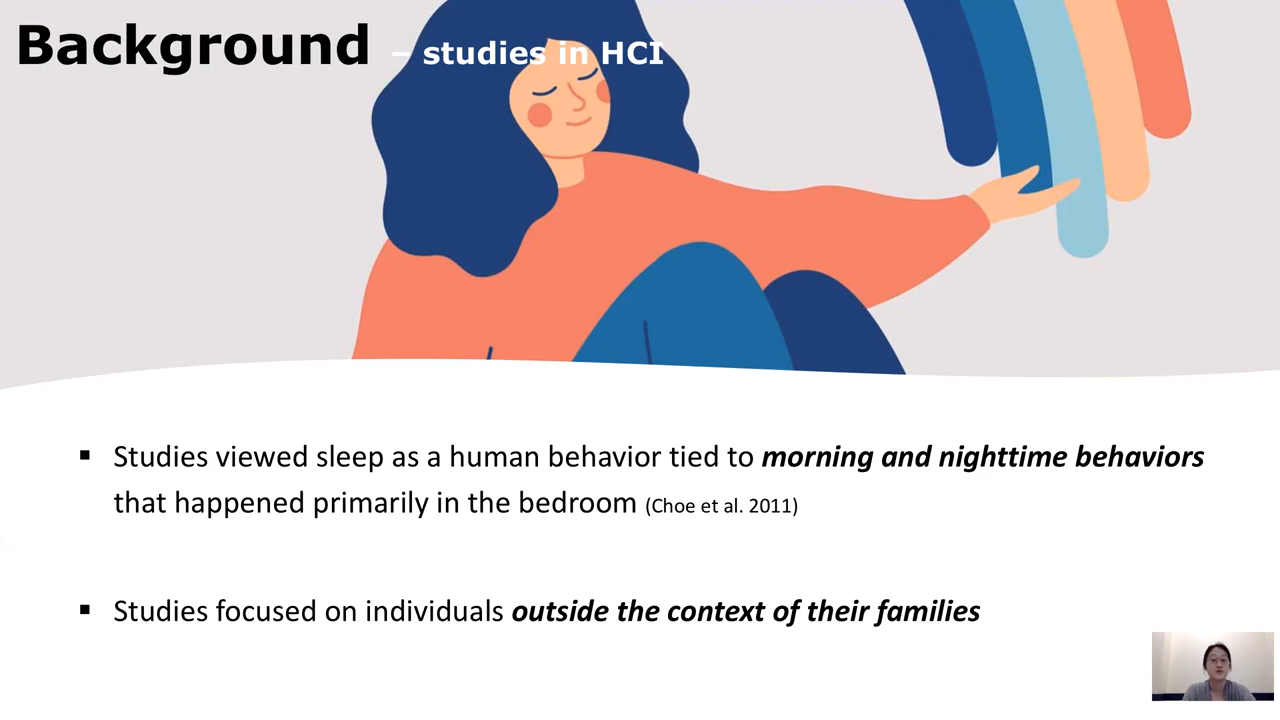 Background – studies in HCI
▪ Studies viewed sleep as a human behavior tied to morning and nighttime behaviors
that happened primarily in the bedroom (Choe et al. 2011)
▪ Studies focused on individuals outside the context of their families